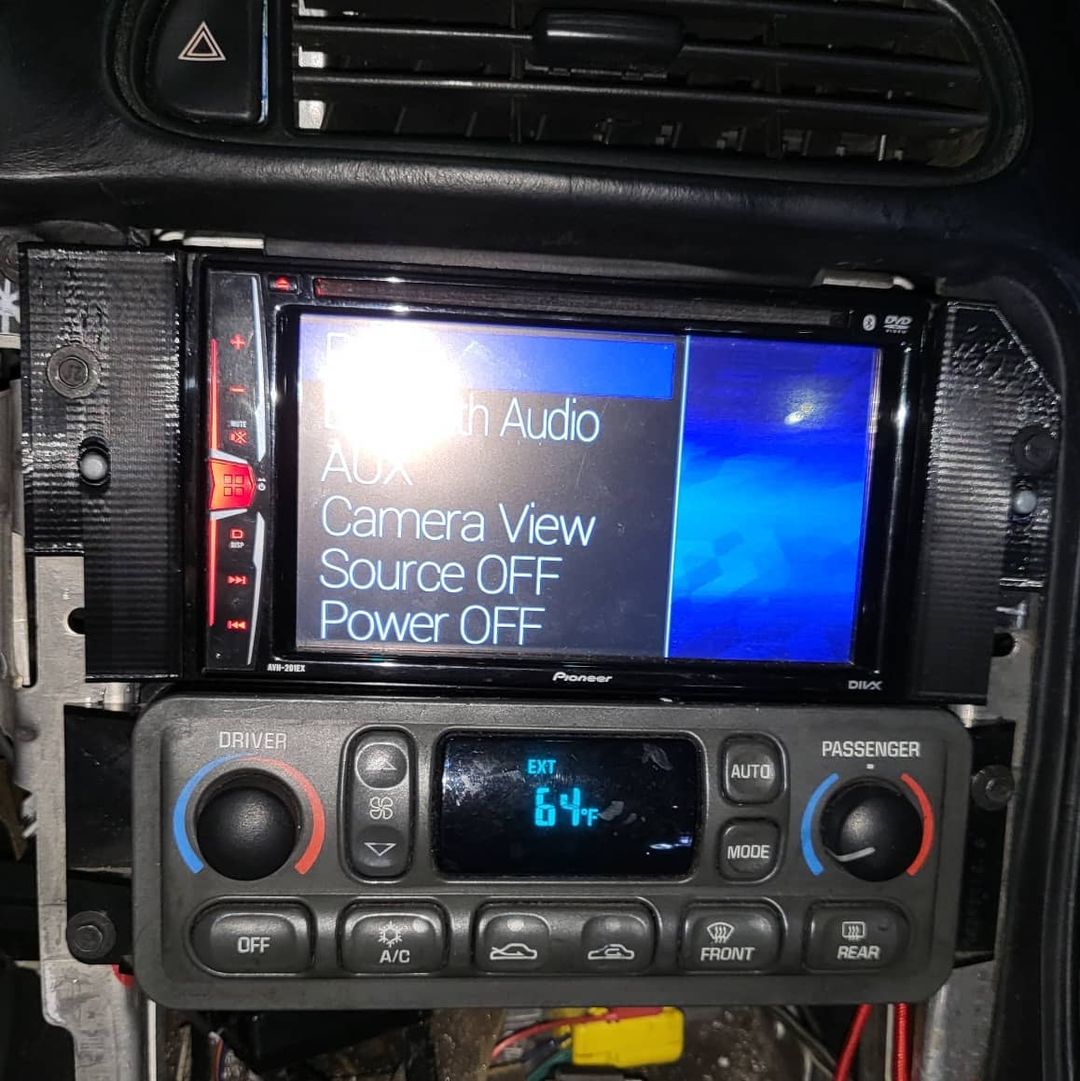 DVD
VIDEO
MUTE
Audio
AUX
Camera View
DISP
Source OFF
Power OFF
AVH-201EX
Pioneer
DIVX
DRIVER
PASSENGER
EXT
64°F
AUTO
MODE
OFF
A/C
FRONT
REAR